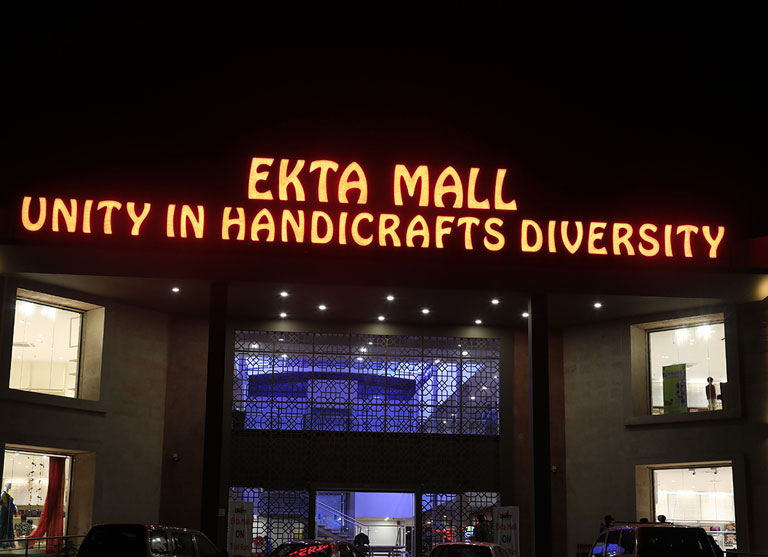 EKTA MALL
UNITY IN HANDICRAFTS DIVERSITY